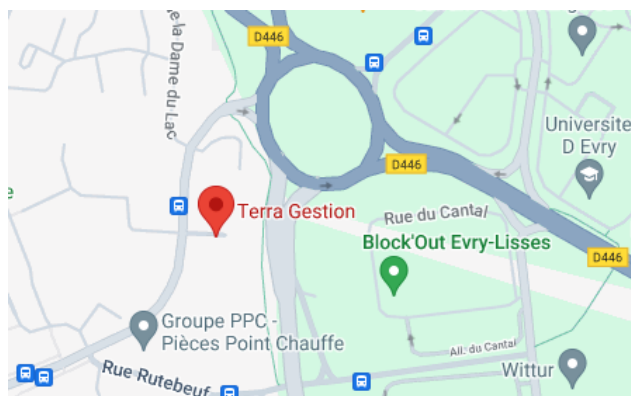 D446
e la Dame du Lac
Universite
D Evry
D446
Terra Gestion
Rue du Cantal
Block'Out Evry-Lisses
D446
Groupe PPC -
Pièces Point Chauffe
All. du Cantal
Rue Rutebeuf
Wittur